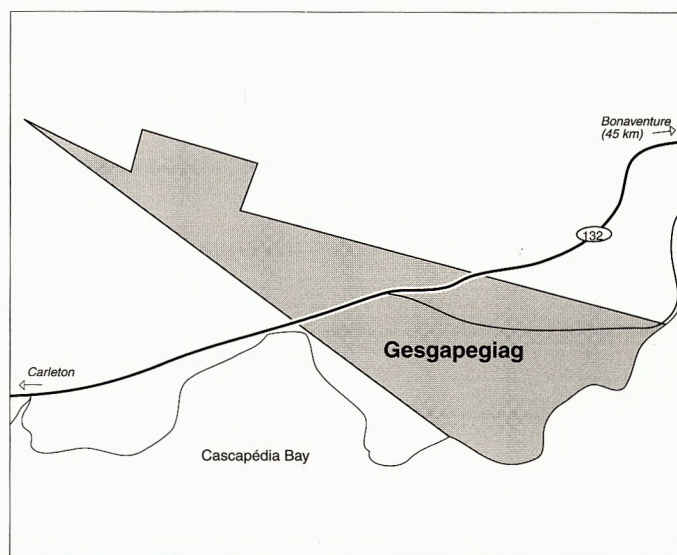 Bonaventure
(45 km)
132
Gesgapegiag
Carleton
Cascapédia Bay